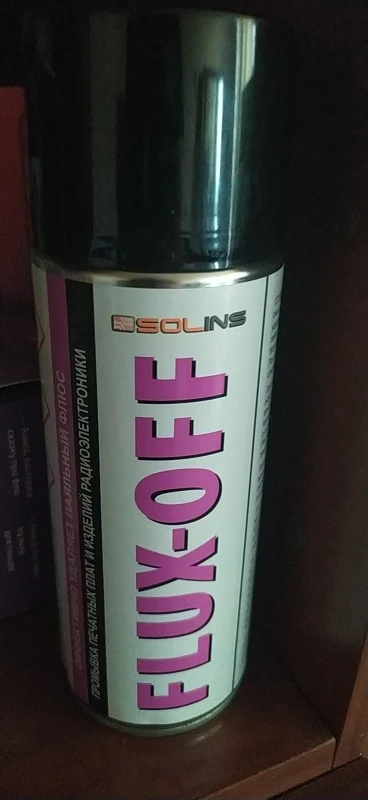 SOLINS
FLUX-OFF
ЭФФЕКТИВНО УДАЛЯЕТ ПАЯЛЬНЫЙ ФЛЮС
ПРОМЫВКА ПЕЧАТНЫХ ПЛАТ И ИЗДЕЛИЙ РАДИОЭЛЕКТРОНИКИ